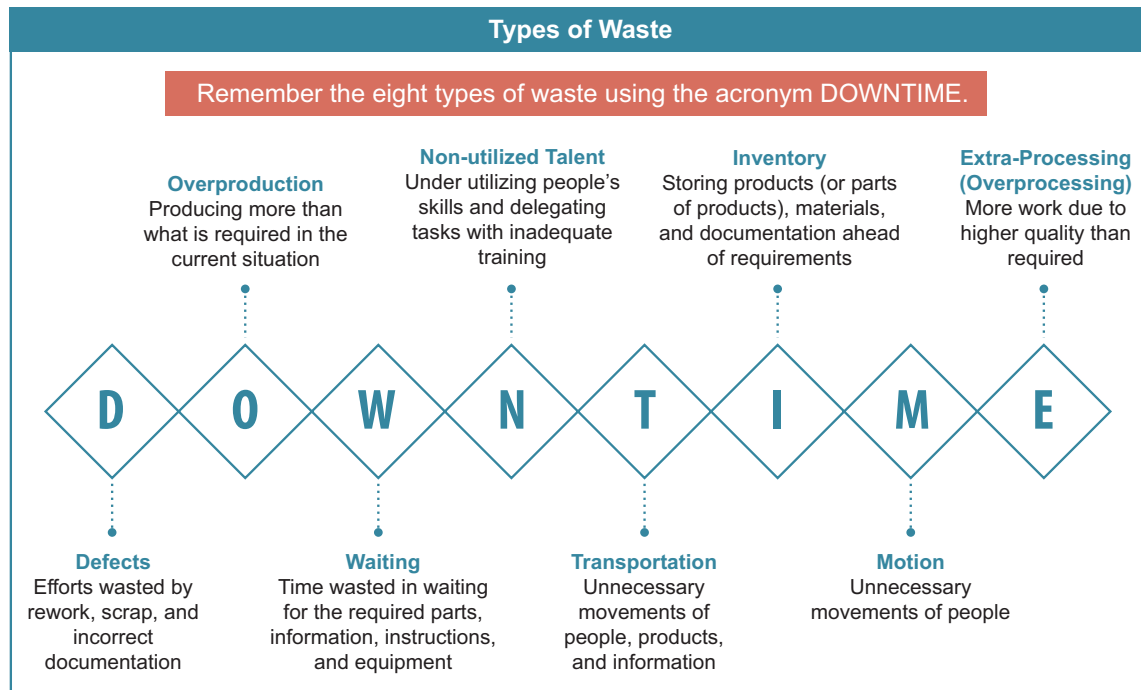 Types of Waste
Remember the eight types of waste using the acronym DOWNTIME.
Overproduction
Producing more than
what is required in the
current situation
Non-utilized Talent
Under utilizing people’s
skills and delegating
tasks with inadequate
training
Inventory
Storing products (or parts
of products), materials,
and documentation ahead
of requirements
Extra-Processing
(Overprocessing)
More work due to
higher quality than
required
D O W N T I M E
Defects
Efforts wasted by
rework, scrap, and
incorrect
documentation
Waiting
Time wasted in waiting
for the required parts,
information, instructions,
and equipment
Transportation
Unnecessary
movements of
people, products,
and information
Motion
Unnecessary
movements of people